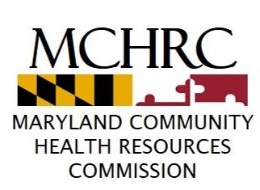 MCHRC
MARYLAND COMMUNITY
HEALTH RESOURCES
COMMISSION